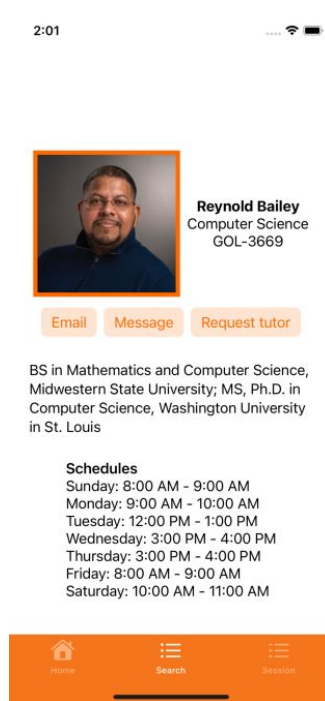 2:01
Reynold Bailey
Computer Science
GOL-3669
Email Message Request tutor
BS in Mathematics and Computer Science,
Midwestern State University; MS, Ph.D. in
Computer Science, Washington University
in St. Louis
Schedules
Sunday: 8:00 AM - 9:00 AM
Monday: 9:00 AM - 10:00 AM
Tuesday: 12:00 PM - 1:00 PM
Wednesday: 3:00 PM - 4:00 PM
Thursday: 3:00 PM - 4:00 PM
Friday: 8:00 AM - 9:00 AM
Saturday: 10:00 AM - 11:00 AM
Home Search Session